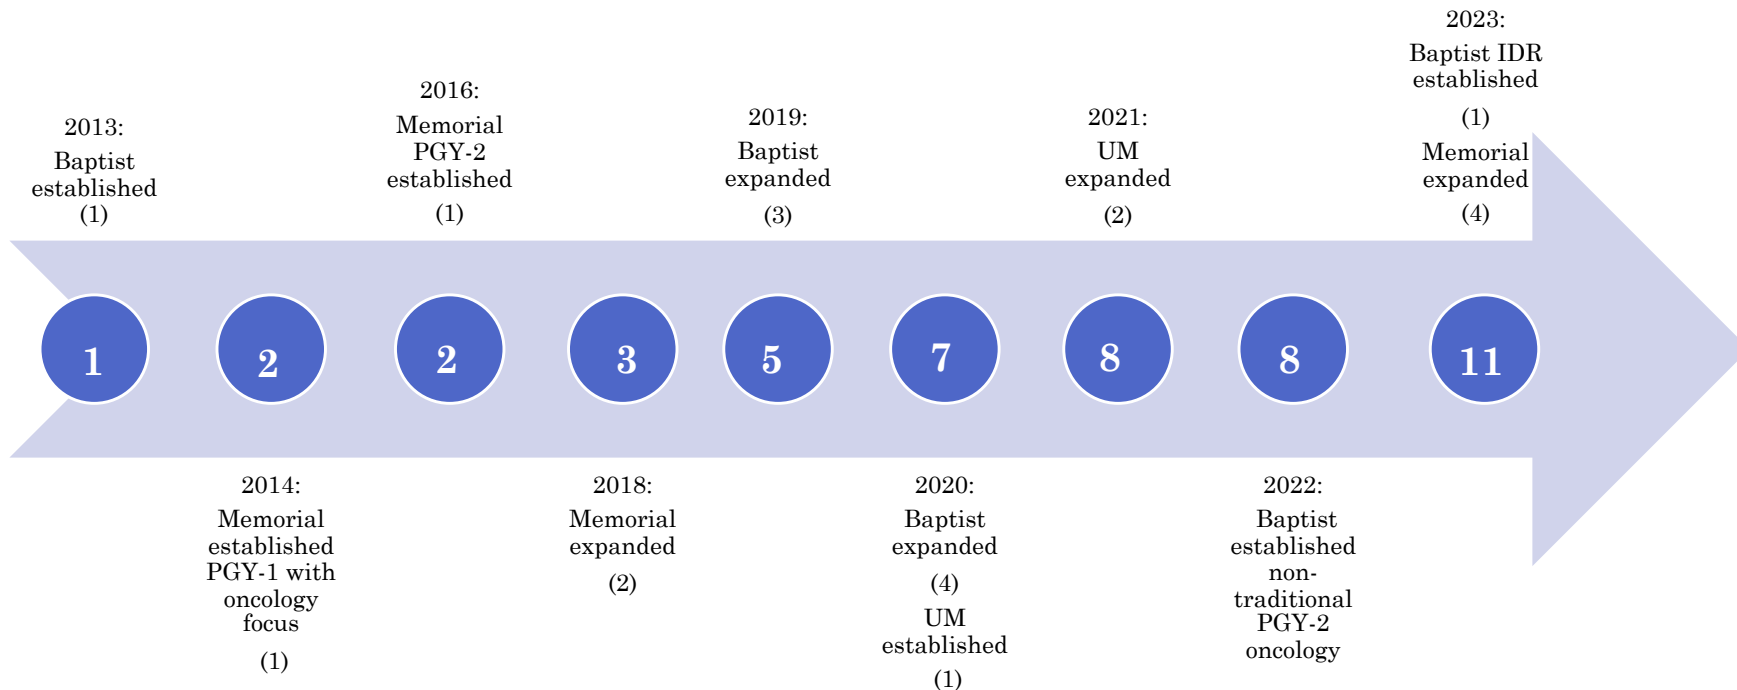 2013:
Baptist
established
(1)
2016:
Memorial
PGY-2
established
(1)
2019:
Baptist
expanded
(3)
2021:
UM
expanded
(2)
2023:
Baptist IDR
established
(1)
Memorial
expanded
(4)
1
2
2
3
5
7
8
8
11
2014:
Memorial
established
PGY-1 with
oncology
focus
(1)
2018:
Memorial
expanded
(2)
2020:
Baptist
expanded
(4)
UM
established
(1)
2022:
Baptist
established
non-
traditional
PGY-2
oncology